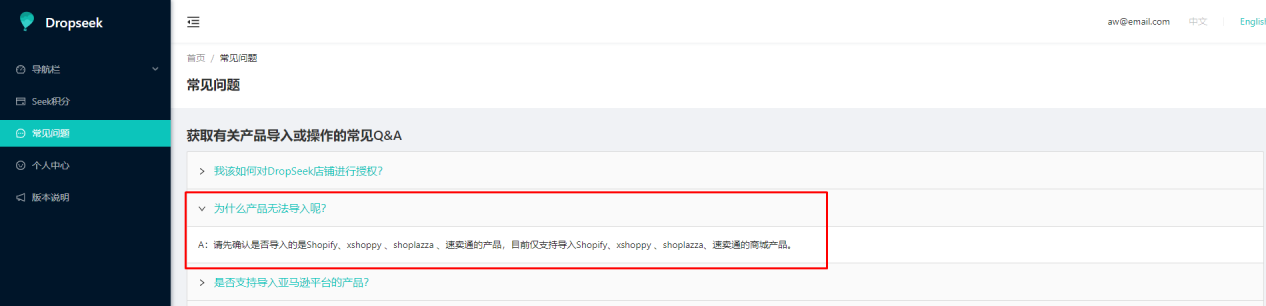 Dropseek
aw@email.com 中文 English
导航栏
Seek积分
常见问题
个人中心
版本说明
首页 / 常见问题
常见问题
获取有关产品导入或操作的常见Q&A
我该如何对DropSeek店铺进行授权?
为什么产品无法导入呢?
A：请先确认是否导入的是Shopify、xshoppy 、shoplazza 、速卖通的产品，目前仅支持导入Shopify、xshoppy 、shoplazza、速卖通的商城产品。
是否支持导入亚马逊平台的产品?